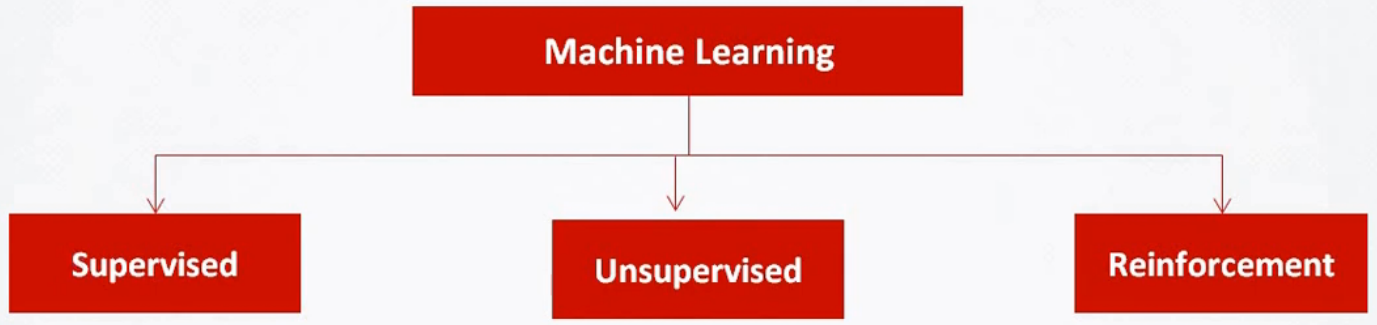 Machine Learning
Supervised
Unsupervised
Reinforcement